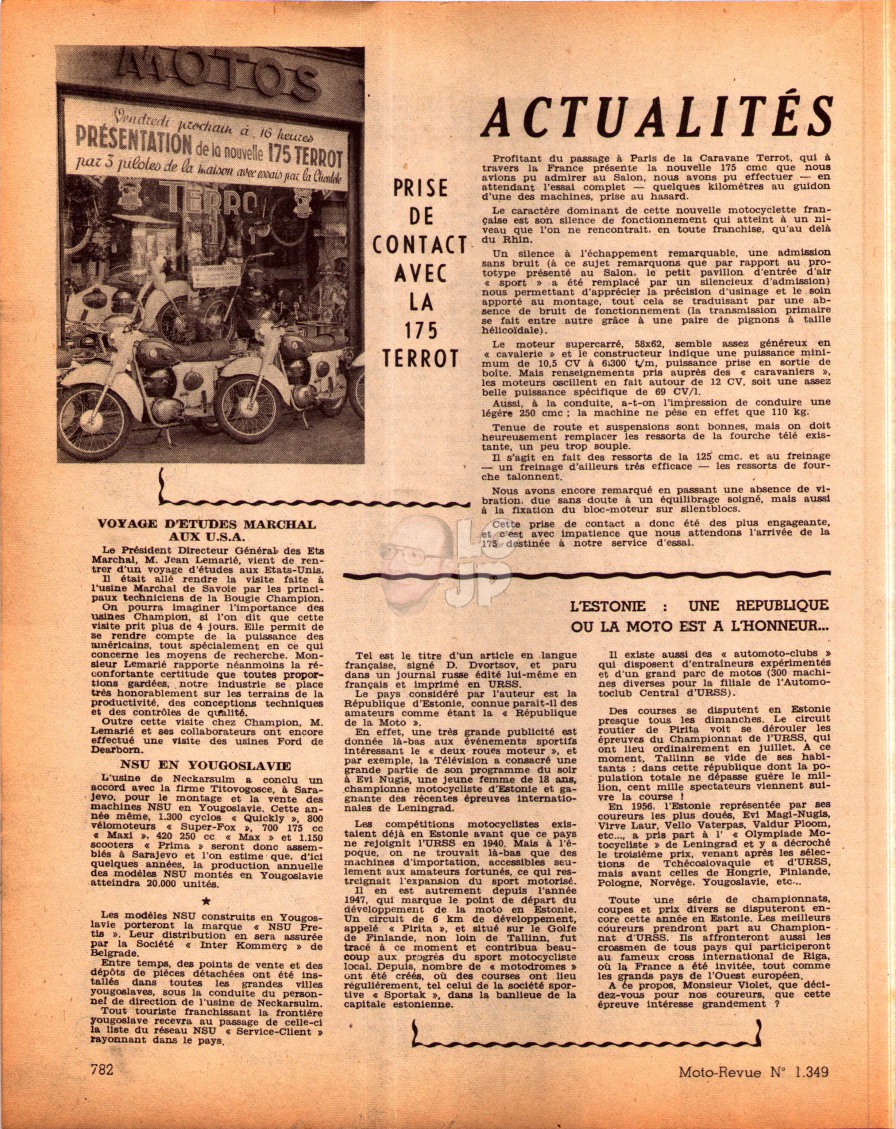 MOTOS
Vendredi prochain à 16 heures
PRÉSENTATION de la nouvelle 175 TERROT
par 3 pilotes de la maison avec essais par la Clientèle
TERRO
PRISE
DE
CONTACT
AVEC
LA
175
TERROT
ACTUALITÉS
Profitant du passage à Paris de la Caravane Terrot, qui à
travers la France présente la nouvelle 175 cmc que nous
avions pu admirer au Salon, nous avons pu effectuer — en
attendant l'essai complet — quelques kilomètres au guidon
d'une des machines, prise au hasard.
Le caractère dominant de cette nouvelle motocyclette fran-
çaise est son silence de fonctionnement qui atteint à un ni-
veau que l'on ne rencontrait, en toute franchise, qu'au delà
du Rhin.
Un silence à l'échappement remarquable, une admission
sans bruit (à ce sujet remarquons que par rapport au pro-
totype présenté au Salon, le petit pavillon d'entrée d'air
« sport » a été remplacé par un silencieux d'admission)
nous permettant d'apprécier la précision d'usinage et le soin
apporté au montage, tout cela se traduisant par une ab-
sence de bruit de fonctionnement (la transmission primaire
se fait entre autre grâce à une paire de pignons à taille
hélicoïdale).
Le moteur supercarré, 58x62, semble assez généreux en
« cavalerie » et le constructeur indique une puissance mini-
mum de 10,5 CV à 6.300 t/m, puissance prise en sortie de
boîte. Mais renseignements pris auprès des « caravaniers »,
les moteurs oscillent en fait autour de 12 CV, soit une assez
belle puissance spécifique de 69 CV/l.
Aussi, à la conduite, a-t-on l'impression de conduire une
légère 250 cmc ; la machine ne pèse en effet que 110 kg.
Tenue de route et suspensions sont bonnes, mais on doit
heureusement remplacer les ressorts de la fourche télé exis-
tante, un peu trop souple.
Il s'agit en fait des ressorts de la 125 cmc. et au freinage
— un freinage d'ailleurs très efficace — les ressorts de four-
che talonnent.
Nous avons encore remarqué en passant une absence de vi-
bration, due sans doute à un équilibrage soigné, mais aussi
à la fixation du bloc-moteur sur silentblocs.
Cette prise de contact a donc été des plus engageante,
et c'est avec impatience que nous attendons l'arrivée de la
175 destinée à notre service d'essai.
VOYAGE D'ETUDES MARCHAL
AUX U.S.A.
Le Président Directeur Général des Ets
Marchal, M. Jean Lemarié, vient de ren-
trer d'un voyage d'études aux Etats-Unis.
Il était allé rendre la visite faite à
l'usine Marchal de Savoie par les princi-
paux techniciens de la Bougie Champion.
On pourra imaginer l'importance des
usines Champion, si l'on dit que cette
visite prit plus de 4 jours. Elle permit de
se rendre compte de la puissance des
américains, tout spécialement en ce qui
concerne les moyens de recherche. Mon-
sieur Lemarié rapporte néanmoins la ré-
confortante certitude que toutes propor-
tions gardées, notre industrie se place
très honorablement sur les terrains de la
productivité, des conceptions techniques
et des contrôles de qualité.
Outre cette visite chez Champion, M.
Lemarié et ses collaborateurs ont encore
effectué une visite des usines Ford de
Dearborn.
NSU EN YOUGOSLAVIE
L'usine de Neckarsulm a conclu un
accord avec la firme Titovogosce, à Sara-
jevo, pour le montage et la vente des
machines NSU en Yougoslavie. Cette an-
née même, 1.300 cyclos « Quickly », 800
vélomoteurs « Super-Fox », 700 175 cc
« Maxi », 420 250 cc « Max » et 1.150
scooters « Prima » seront donc assem-
blés à Sarajevo et l'on estime que, d'ici
quelques années, la production annuelle
des modèles NSU montés en Yougoslavie
atteindra 20.000 unités.
★
Les modèles NSU construits en Yougos-
lavie porteront la marque « NSU Pre-
tis ». Leur distribution en sera assurée
par la Société « Inter Kommerç » de
Belgrade.
Entre temps, des points de vente et des
dépôts de pièces détachées ont été ins-
tallés dans toutes les grandes villes
yougoslaves, sous la conduite du person-
nel de direction de l'usine de Neckarsulm.
Tout touriste franchissant la frontière
yougoslave recevra au passage de celle-ci
la liste du réseau NSU « Service-Client »
rayonnant dans le pays.
LE
JP
L'ESTONIE : UNE REPUBLIQUE
OU LA MOTO EST A L'HONNEUR...
Tel est le titre d'un article en langue
française, signé D. Dvortsov, et paru
dans un journal russe édité lui-même en
français et imprimé en URSS.
Le pays considéré par l'auteur est la
République d'Estonie, connue paraît-il des
amateurs comme étant la « République
de la Moto ».
En effet, une très grande publicité est
donnée là-bas aux événements sportifs
intéressant le « deux roues moteur », et
par exemple, la Télévision a consacré une
grande partie de son programme du soir
à Evi Nugis, une jeune femme de 18 ans,
championne motocycliste d'Estonie et ga-
gnante des récentes épreuves internatio-
nales de Leningrad.
Les compétitions motocyclistes exis-
taient déjà en Estonie avant que ce pays
ne rejoignit l'URSS en 1940. Mais à l'é-
poque, on ne trouvait là-bas que des
machines d'importation, accessibles seu-
lement aux amateurs fortunés, ce qui res-
treignait l'expansion du sport motorisé.
Il en est autrement depuis l'année
1947, qui marque le point de départ du
développement de la moto en Estonie.
Un circuit de 6 km de développement,
appelé « Pirita », et situé sur le Golfe
de Finlande, non loin de Tallinn, fut
tracé à ce moment et contribua beau-
coup aux progrès du sport motocycliste
local. Depuis, nombre de « motodromes »
ont été créés, où des courses ont lieu
régulièrement, tel celui de la société spor-
tive « Sportak », dans la banlieue de la
capitale estonienne.
Il existe aussi des « automoto-clubs »
qui disposent d'entraîneurs expérimentés
et d'un grand parc de motos (300 machi-
nes diverses pour la filiale de l'Automo-
toclub Central d'URSS).
Des courses se disputent en Estonie
presque tous les dimanches. Le circuit
routier de Pirita voit se dérouler les
épreuves du Championnat de l'URSS, qui
ont lieu ordinairement en juillet. A ce
moment, Tallinn se vide de ses habi-
tants : dans cette république dont la po-
pulation totale ne dépasse guère le mil-
lion, cent mille spectateurs viennent sui-
vre la course !
En 1956, l'Estonie représentée par ses
coureurs les plus doués, Evi Magi-Nugis,
Virve Laur, Vello Vaterpas, Valdur Ploom,
etc..., a pris part à l' « Olympiade Mo-
tocycliste » de Leningrad et y a décroché
le troisième prix, venant après les sélec-
tions de Tchécoslovaquie et d'URSS,
mais avant celles de Hongrie, Finlande,
Pologne, Norvège, Yougoslavie, etc...
Toute une série de championnats,
coupes et prix divers se disputeront en-
core cette année en Estonie. Les meilleurs
coureurs prendront part au Champion-
nat d'URSS. Ils affronteront aussi les
crossmen de tous pays qui participeront
au fameux cross international de Riga,
où la France a été invitée, tout comme
les grands pays de l'Ouest européen.
A ce propos, Monsieur Violet, que déci-
dez-vous pour nos coureurs, que cette
épreuve intéresse grandement ?
782
Moto-Revue N° 1.349